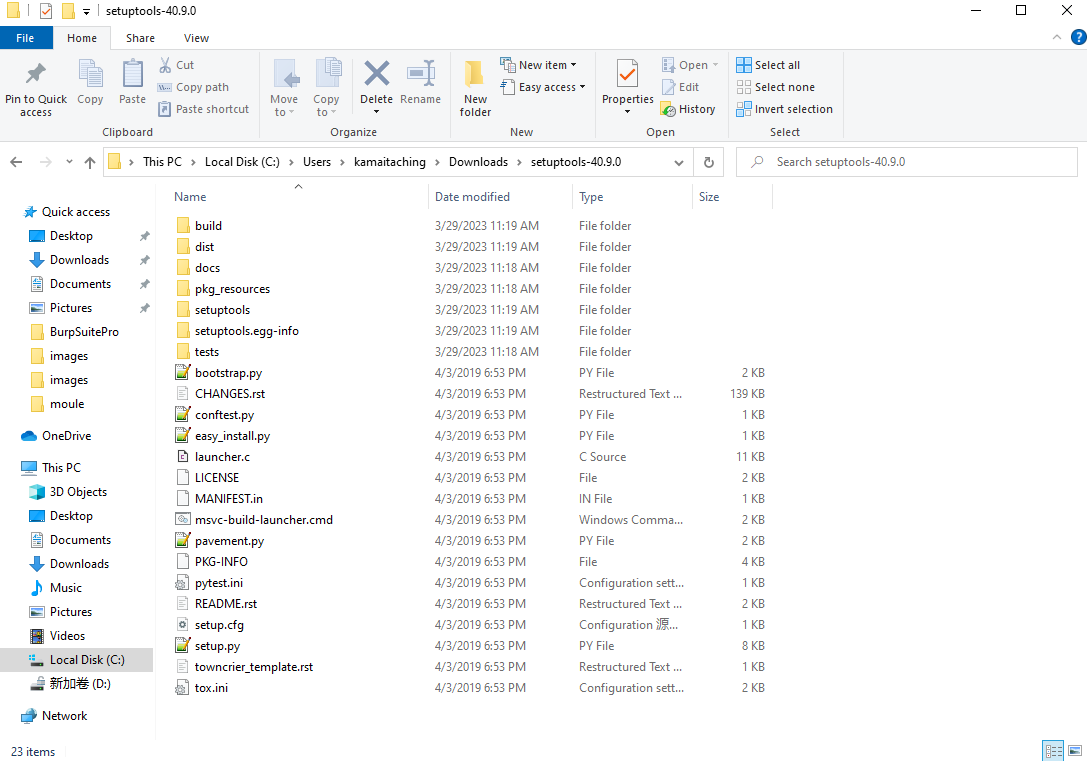 setuptools-40.9.0
File Home Share View
Pin to Quick access
Copy
Paste
Cut
Copy path
Paste shortcut
Clipboard
Move to
Copy to
Delete
Rename
Organize
New folder
New item
Easy access
New
Properties
Open
Edit
History
Open
Select all
Select none
Invert selection
Select
This PC > Local Disk (C:) > Users > kamaitaching > Downloads > setuptools-40.9.0
Search setuptools-40.9.0
Quick access
Desktop
Downloads
Documents
Pictures
BurpSuitePro
images
images
moule
OneDrive
This PC
3D Objects
Desktop
Documents
Downloads
Music
Pictures
Videos
Local Disk (C:)
新加卷 (D:)
Network
Name Date modified Type Size
build 3/29/2023 11:19 AM File folder
dist 3/29/2023 11:19 AM File folder
docs 3/29/2023 11:18 AM File folder
pkg_resources 3/29/2023 11:18 AM File folder
setuptools 3/29/2023 11:19 AM File folder
setuptools.egg-info 3/29/2023 11:19 AM File folder
tests 3/29/2023 11:18 AM File folder
bootstrap.py 4/3/2019 6:53 PM PY File 2 KB
CHANGES.rst 4/3/2019 6:53 PM Restructured Text ... 139 KB
conftest.py 4/3/2019 6:53 PM PY File 1 KB
easy_install.py 4/3/2019 6:53 PM PY File 1 KB
launcher.c 4/3/2019 6:53 PM C Source 11 KB
LICENSE 4/3/2019 6:53 PM File 2 KB
MANIFEST.in 4/3/2019 6:53 PM IN File 1 KB
msvc-build-launcher.cmd 4/3/2019 6:53 PM Windows Comma... 2 KB
pavement.py 4/3/2019 6:53 PM PY File 2 KB
PKG-INFO 4/3/2019 6:53 PM File 4 KB
pytest.ini 4/3/2019 6:53 PM Configuration sett... 1 KB
README.rst 4/3/2019 6:53 PM Restructured Text ... 2 KB
setup.cfg 4/3/2019 6:53 PM Configuration 源... 1 KB
setup.py 4/3/2019 6:53 PM PY File 8 KB
towncrier_template.rst 4/3/2019 6:53 PM Restructured Text ... 1 KB
tox.ini 4/3/2019 6:53 PM Configuration sett... 2 KB
23 items